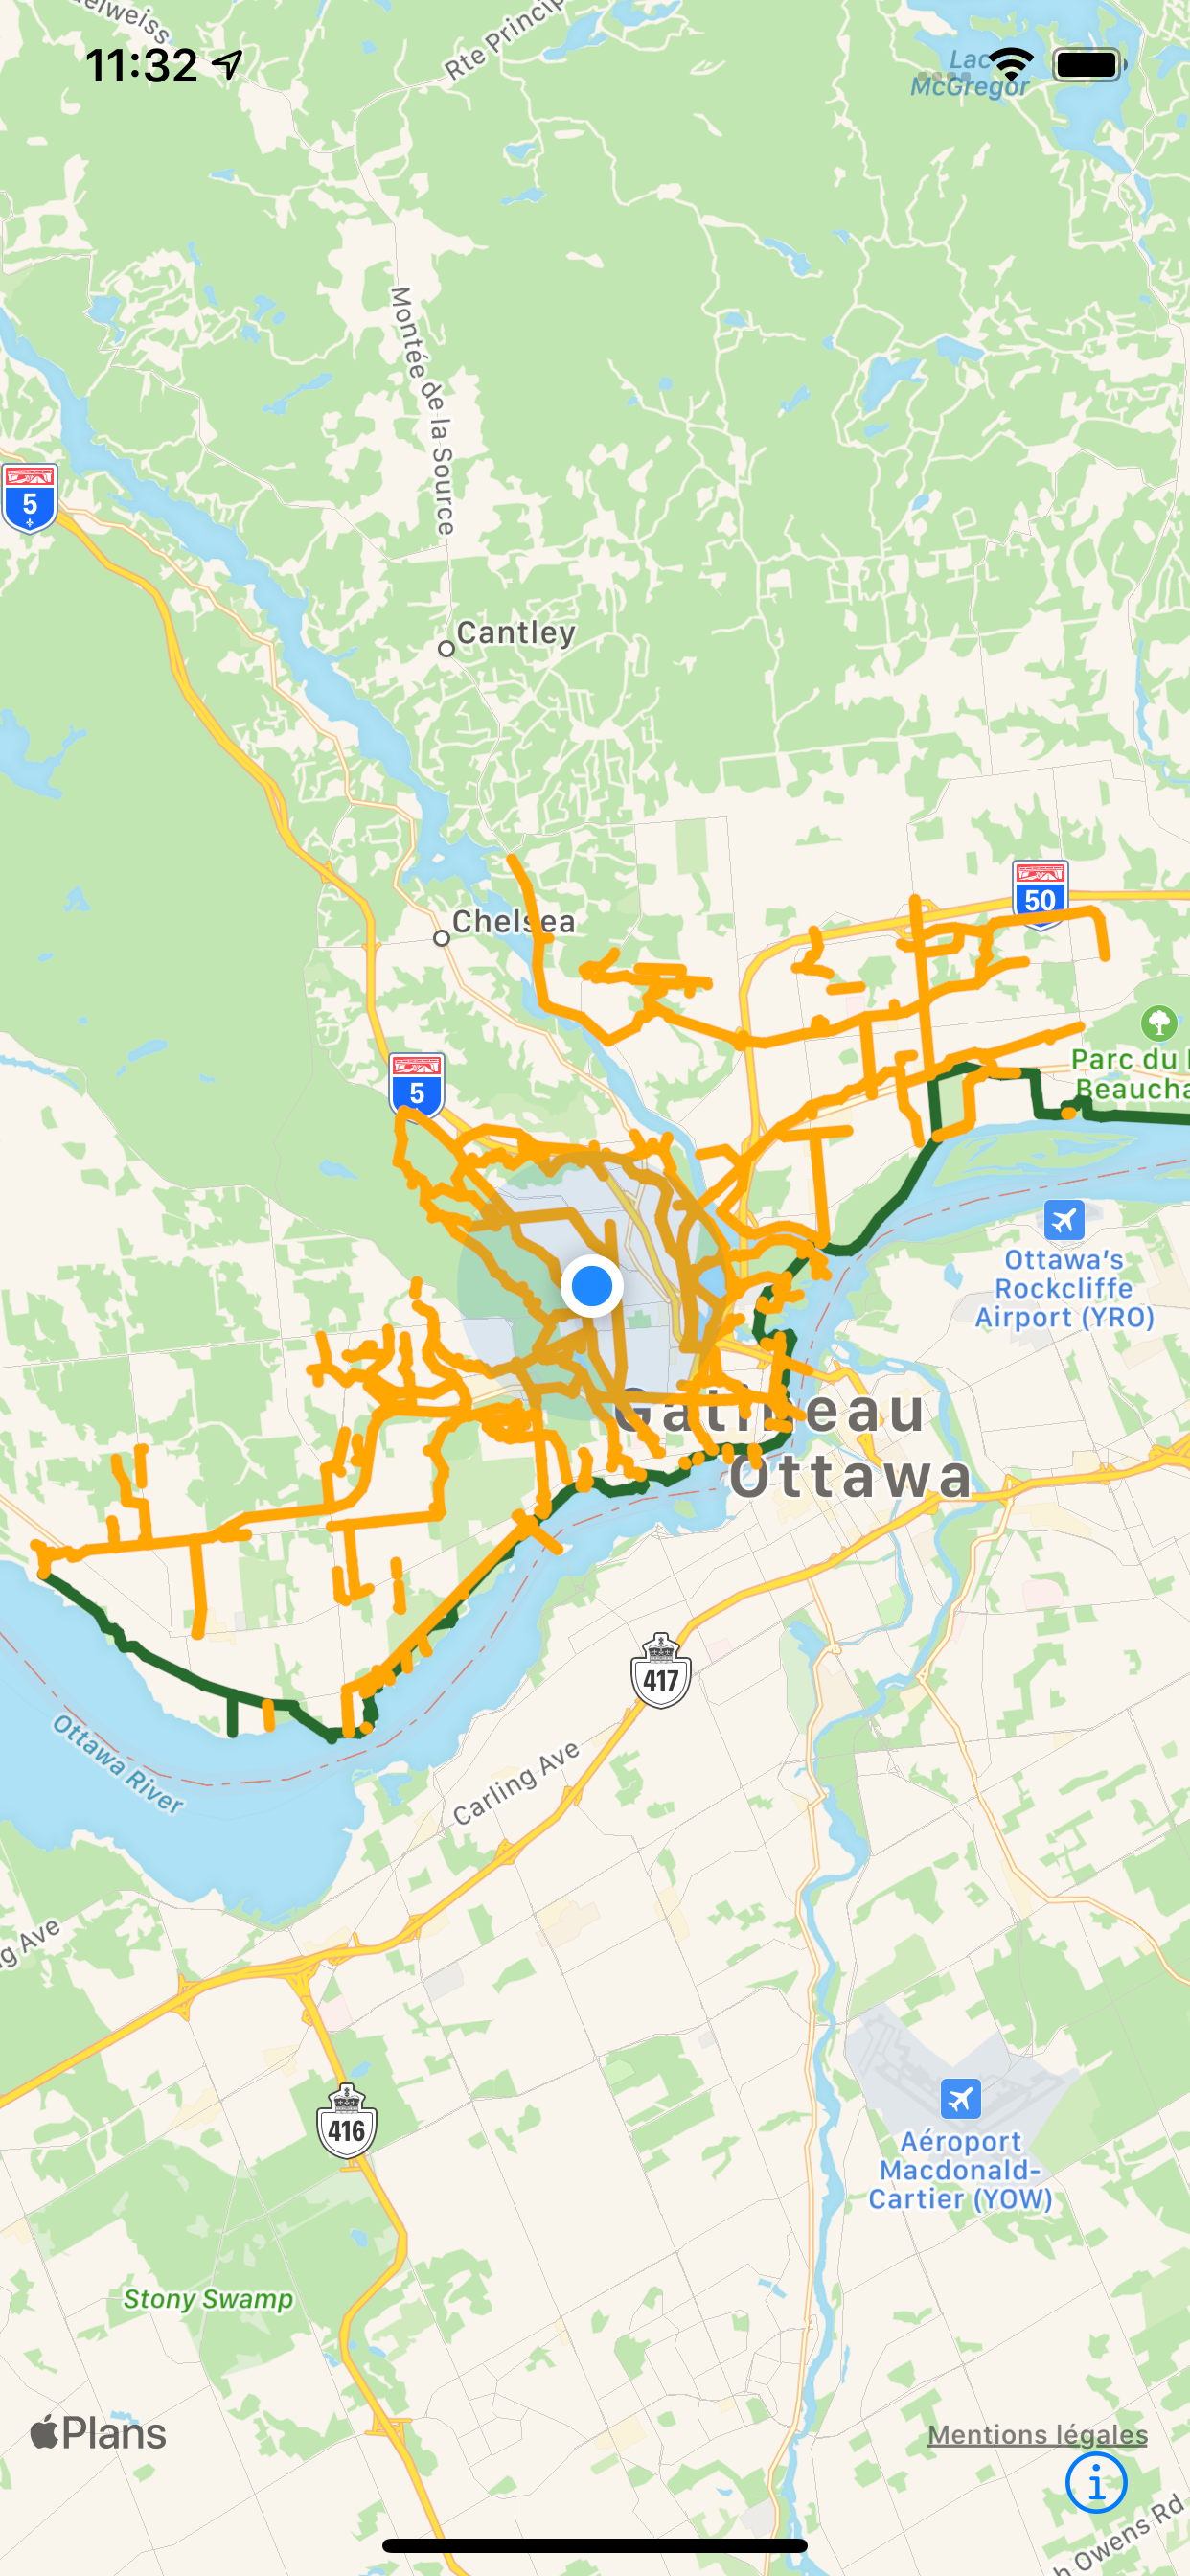 elweiss
Rte Princip
11:32
Lac
McGregor
Montée de la Source
5
Cantley
50
Chelsea
Parc du
Beaucha
5
Ottawa's
Rockcliffe
Airport (YRO)
Gatineau
Ottawa
417
Ottawa River
Carling Ave
g Ave
416
Aéroport
Macdonald-
Cartier (YOW)
Stony Swamp
Plans
Mentions légales
i
Owens Rd